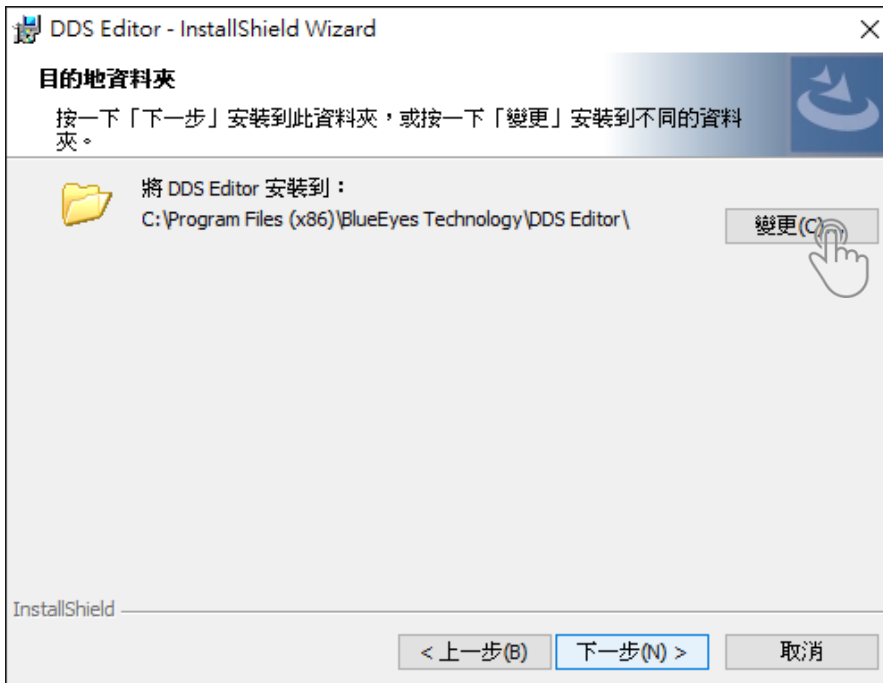 DDS Editor - InstallShield Wizard
目的地資料夾
按一下「下一步」安裝到此資料夾，或按一下「變更」安裝到不同的資料
夾。
將 DDS Editor 安裝到：
C:\Program Files (x86)\BlueEyes Technology\DDS Editor\
變更(C)...
InstallShield
< 上一步(B)
下一步(N) >
取消